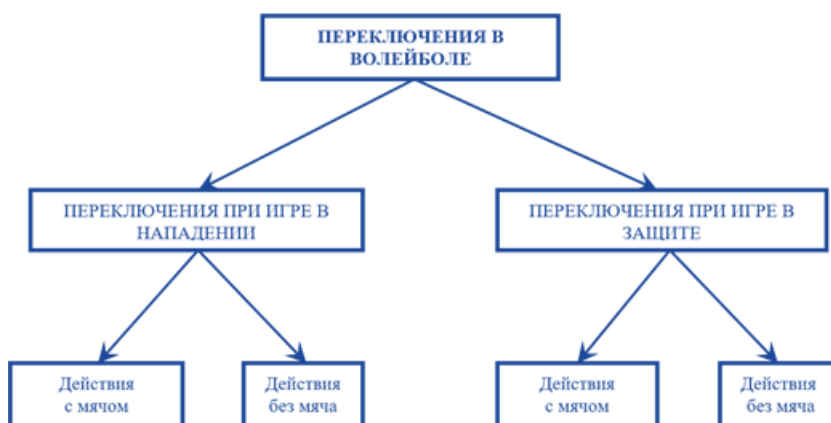 ПЕРЕКЛЮЧЕНИЯ В
ВОЛЕЙБОЛЕ
ПЕРЕКЛЮЧЕНИЯ ПРИ ИГРЕ В
НАПАДЕНИИ
ПЕРЕКЛЮЧЕНИЯ ПРИ ИГРЕ В
ЗАЩИТЕ
Действия
с мячом
Действия
без мяча
Действия
с мячом
Действия
без мяча